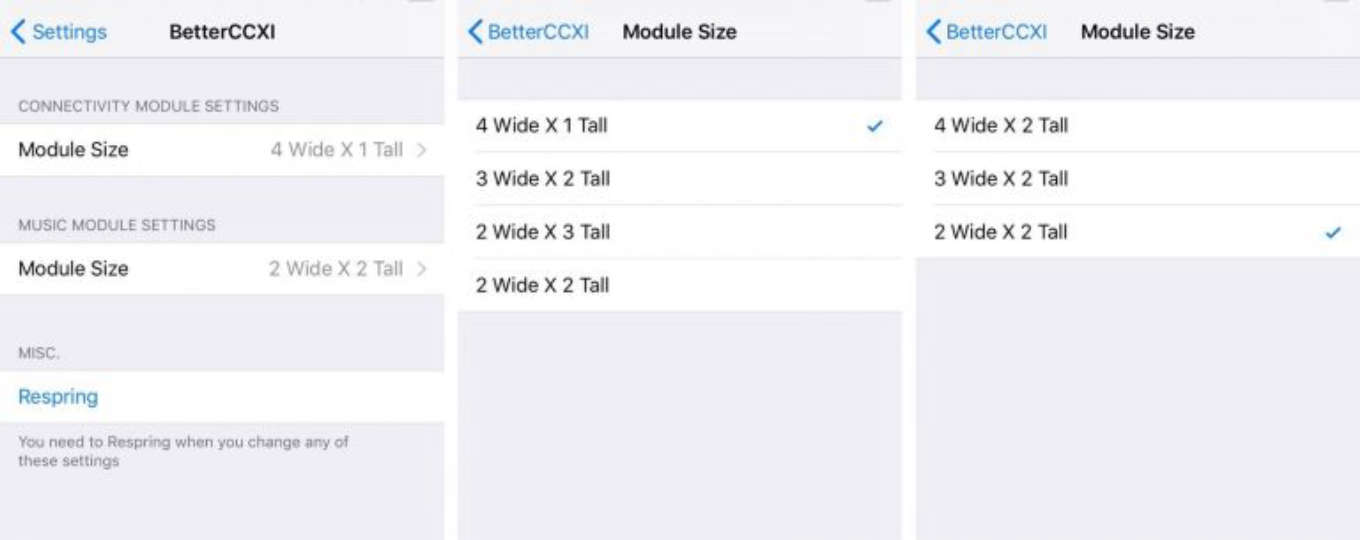 Settings
BetterCCXI
CONNECTIVITY MODULE SETTINGS
Module Size 4 Wide X 1 Tall
MUSIC MODULE SETTINGS
Module Size 2 Wide X 2 Tall
MISC.
Respring
You need to Respring when you change any of
these settings
BetterCCXI
Module Size
4 Wide X 1 Tall
3 Wide X 2 Tall
2 Wide X 3 Tall
2 Wide X 2 Tall
BetterCCXI
Module Size
4 Wide X 2 Tall
3 Wide X 2 Tall
2 Wide X 2 Tall